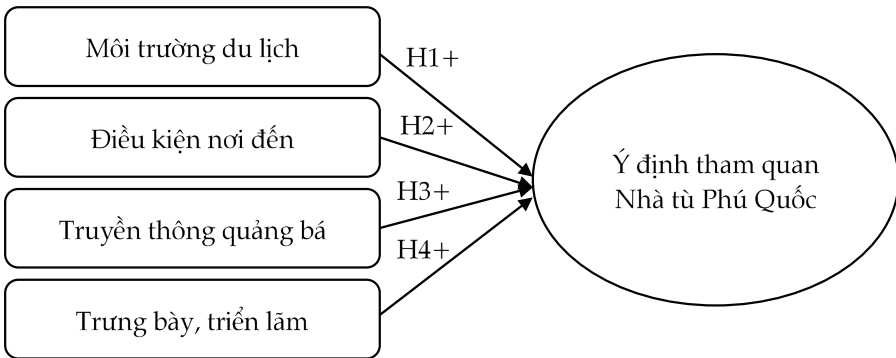 Môi trường du lịch
H1+
Điều kiện nơi đến
H2+
Truyền thông quảng bá
H3+
Trưng bày, triển lãm
H4+
Ý định tham quan
Nhà tù Phú Quốc